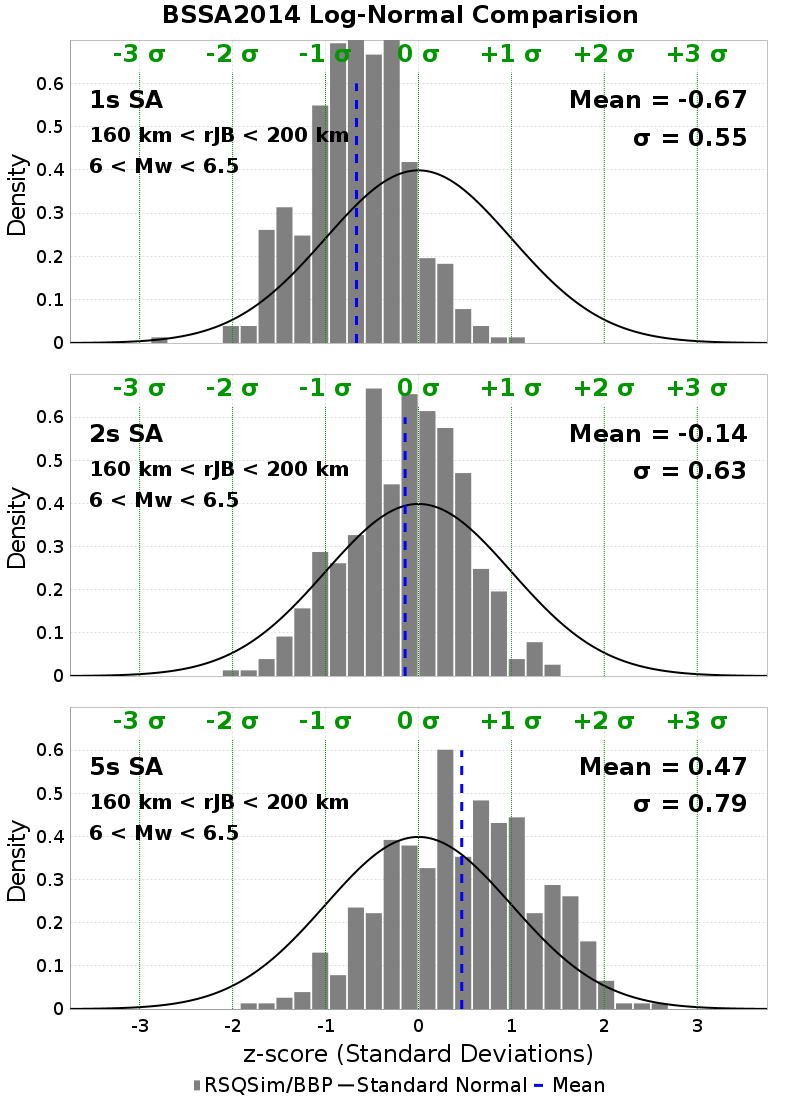 BSSA2014 Log-Normal Comparision
-3 σ -2 σ -1 σ 0 σ +1 σ +2 σ +3 σ
1s SA
Mean = -0.67
160 km < rJB < 200 km
σ = 0.55
6 < Mw < 6.5
Density
0.6
0.5
0.4
0.3
0.2
0.1
0
-3 σ -2 σ -1 σ 0 σ +1 σ +2 σ +3 σ
2s SA
Mean = -0.14
160 km < rJB < 200 km
σ = 0.63
6 < Mw < 6.5
Density
0.6
0.5
0.4
0.3
0.2
0.1
0
-3 σ -2 σ -1 σ 0 σ +1 σ +2 σ +3 σ
5s SA
Mean = 0.47
160 km < rJB < 200 km
σ = 0.79
6 < Mw < 6.5
Density
0.6
0.5
0.4
0.3
0.2
0.1
0
-3 -2 -1 0 1 2 3
z-score (Standard Deviations)
RSQSim/BBP Standard Normal Mean